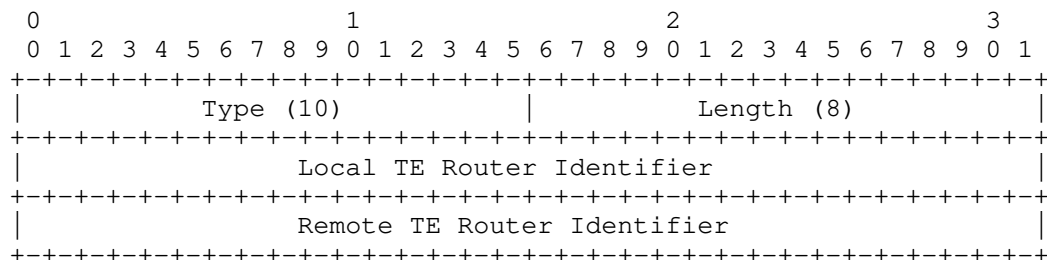 0                   1                   2                   3
 0 1 2 3 4 5 6 7 8 9 0 1 2 3 4 5 6 7 8 9 0 1 2 3 4 5 6 7 8 9 0 1
+-+-+-+-+-+-+-+-+-+-+-+-+-+-+-+-+-+-+-+-+-+-+-+-+-+-+-+-+-+-+-+-+
|           Type (10)           |          Length (8)           |
+-+-+-+-+-+-+-+-+-+-+-+-+-+-+-+-+-+-+-+-+-+-+-+-+-+-+-+-+-+-+-+-+
|                 Local TE Router Identifier                    |
+-+-+-+-+-+-+-+-+-+-+-+-+-+-+-+-+-+-+-+-+-+-+-+-+-+-+-+-+-+-+-+-+
|                 Remote TE Router Identifier                   |
+-+-+-+-+-+-+-+-+-+-+-+-+-+-+-+-+-+-+-+-+-+-+-+-+-+-+-+-+-+-+-+-+